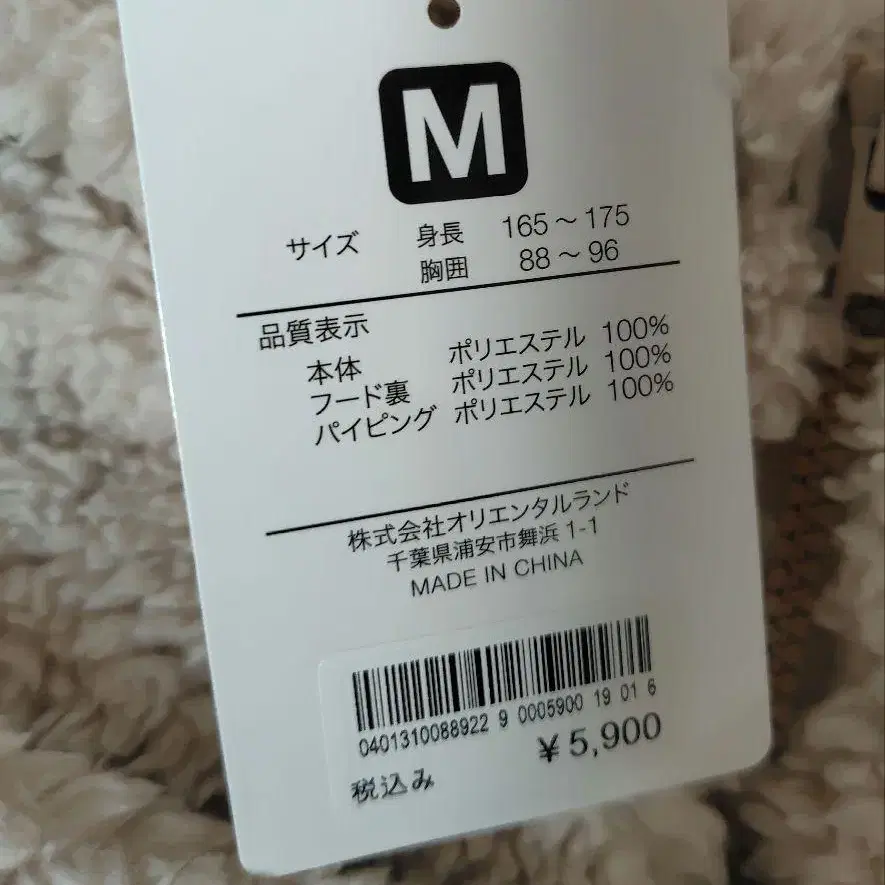 M
サイズ 身長 165～175
胸囲 88～96
品質表示
本体 ポリエステル 100%
フード裏 ポリエステル 100%
パイピング ポリエステル 100%
株式会社オリエンタルランド
千葉県浦安市舞浜 1-1
MADE IN CHINA
0401310088922 9 0005900 19 01 6
¥5,900
税込み